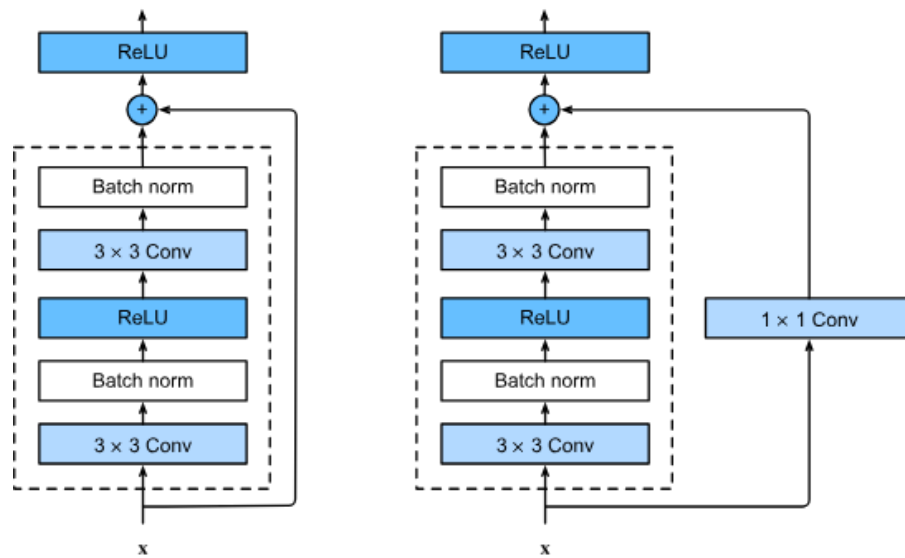 ReLU
+
Batch norm
3 × 3 Conv
ReLU
Batch norm
3 × 3 Conv
x
ReLU
+
Batch norm
3 × 3 Conv
ReLU
1 × 1 Conv
Batch norm
3 × 3 Conv
x